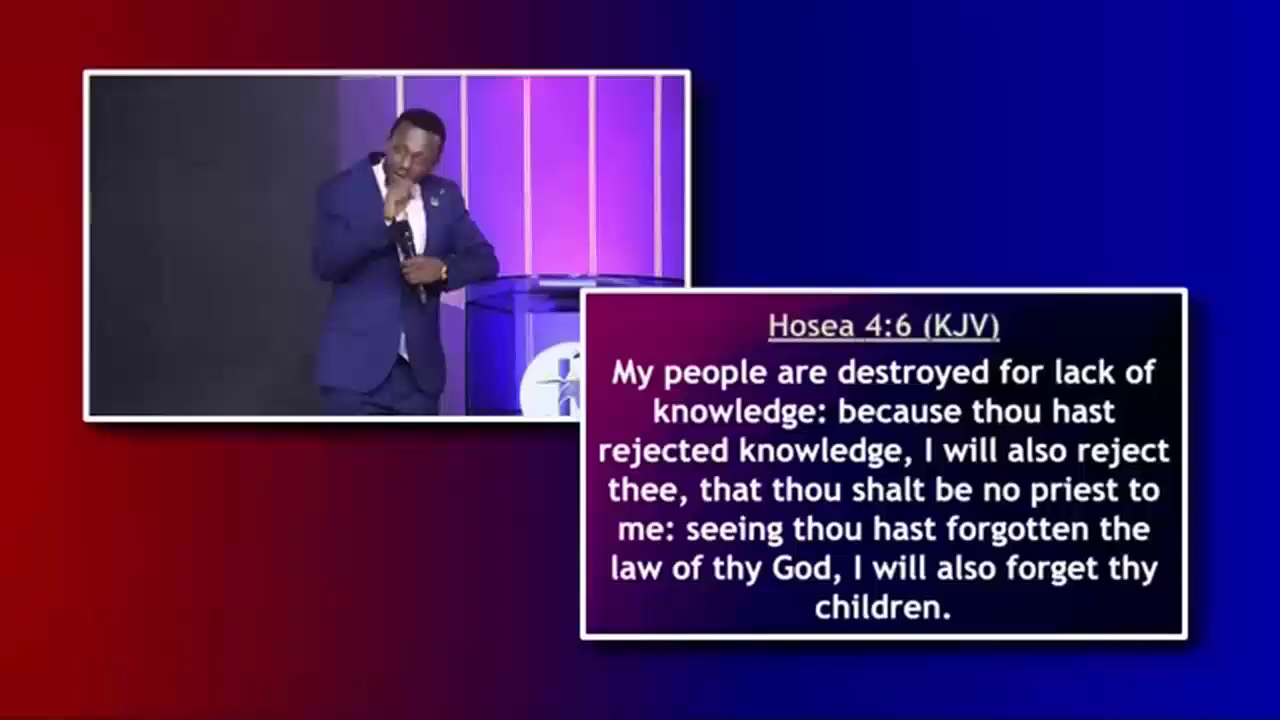 Hosea 4:6 (KJV)
My people are destroyed for lack of
knowledge: because thou hast
rejected knowledge, I will also reject
thee, that thou shalt be no priest to
me: seeing thou hast forgotten the
law of thy God, I will also forget thy
children.